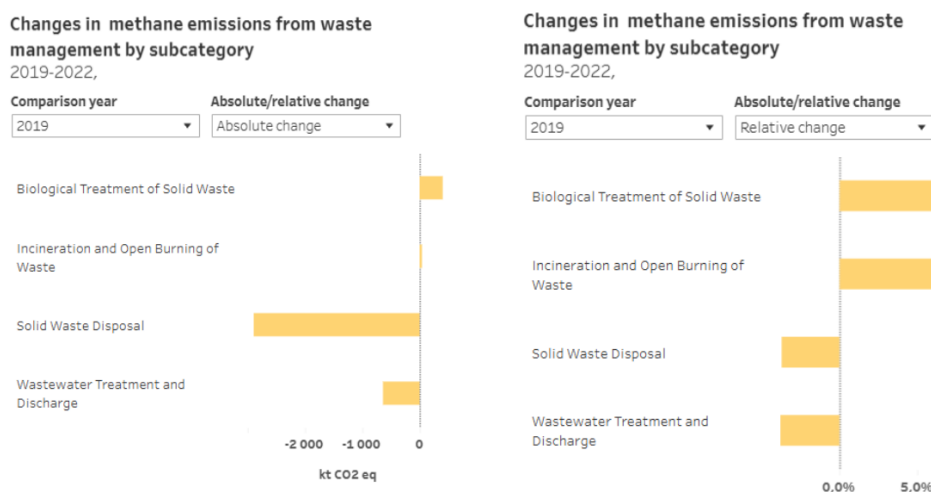 Changes in methane emissions from waste
management by subcategory
2019-2022,
Comparison year
Absolute/relative change
2019
Absolute change
Biological Treatment of Solid Waste
Incineration and Open Burning of
Waste
Solid Waste Disposal
Wastewater Treatment and
Discharge
-2 000
-1 000
0
kt CO2 eq
Changes in methane emissions from waste
management by subcategory
2019-2022,
Comparison year
Absolute/relative change
2019
Relative change
Biological Treatment of Solid Waste
Incineration and Open Burning of
Waste
Solid Waste Disposal
Wastewater Treatment and
Discharge
0.0%
5.0%